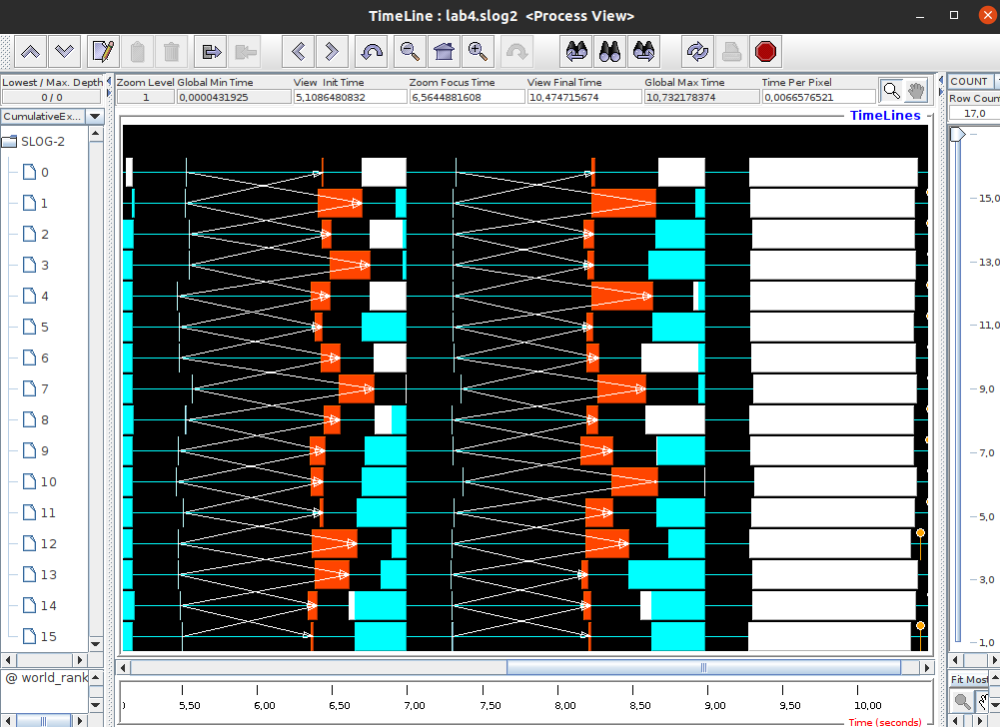 TimeLine : lab4.slog2 <Process View>
Lowest / Max. Depth
Zoom Level
Global Min Time
View Init Time
Zoom Focus Time
View Final Time
Global Max Time
Time Per Pixel
0 / 0
1
0,0000431925
5,1086480832
6,5644881608
10,474715674
10,732178374
0,0066576521
COUNT
Row Coun
17,0
CumulativeEx...
TimeLines
SLOG-2
0
1
2
3
4
5
6
7
8
9
10
11
12
13
14
15
15,0
13,0
11,0
9,0
7,0
5,0
3,0
1,0
@ world_rank
Fit Most
5,50
6,00
6,50
7,00
7,50
8,00
8,50
9,00
9,50
10,00
Time (seconds)